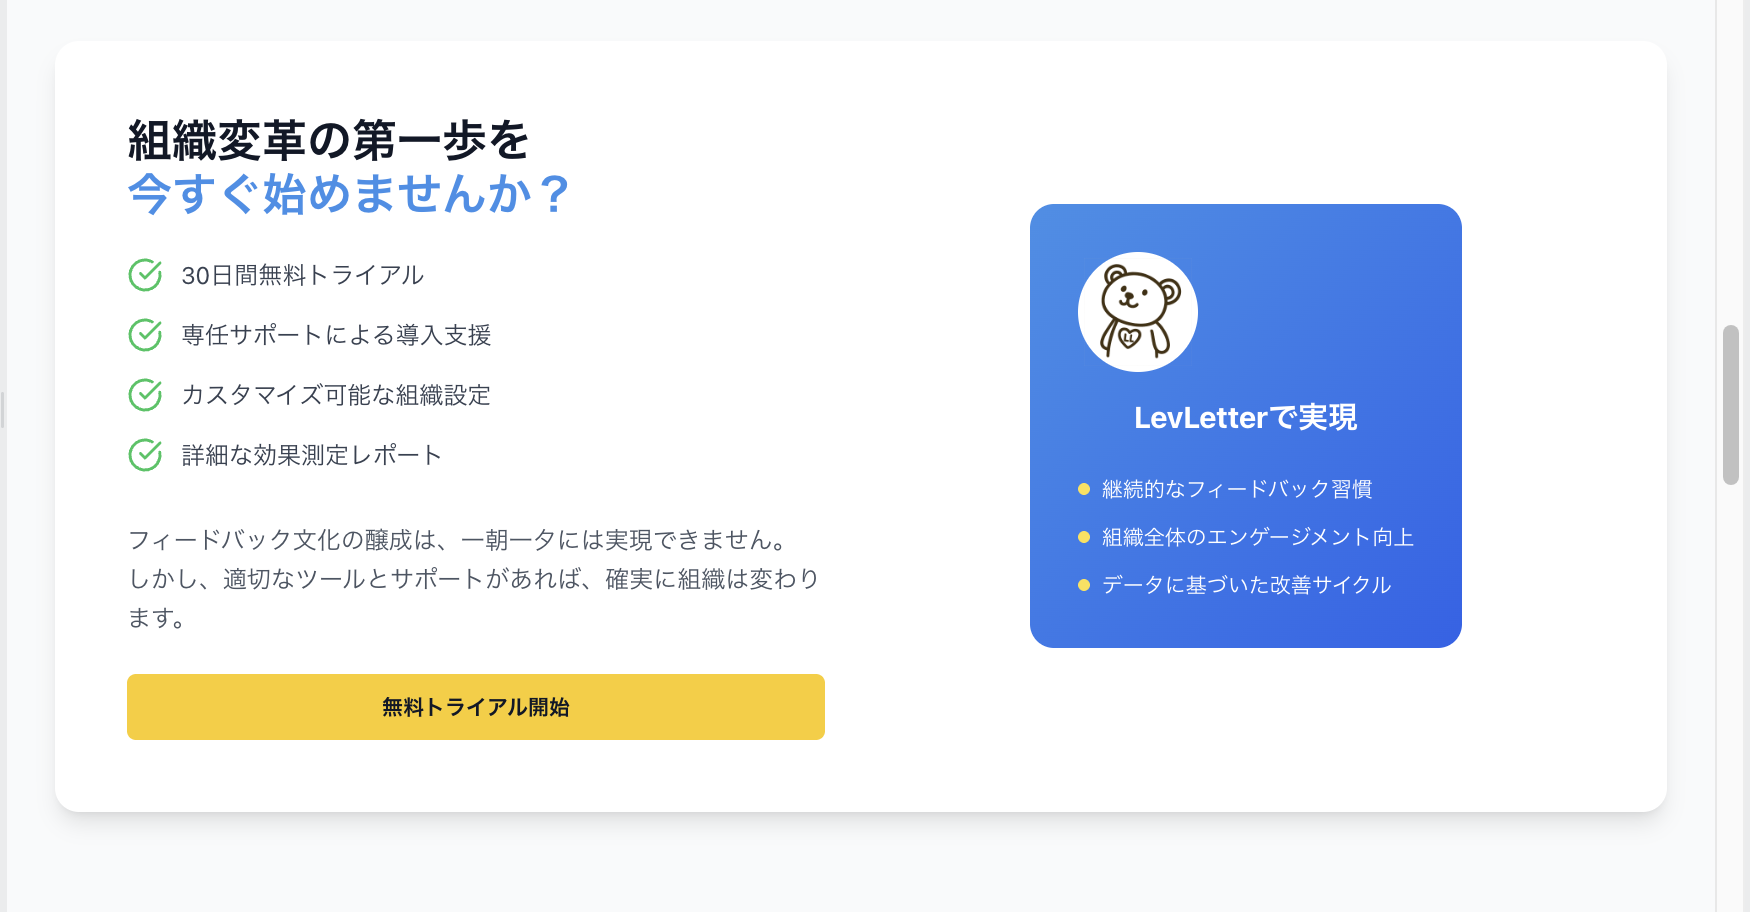 組織変革の第一歩を
今すぐ始めませんか？
30日間無料トライアル
専任サポートによる導入支援
カスタマイズ可能な組織設定
詳細な効果測定レポート
フィードバック文化の醸成は、一朝一夕には実現できません。
しかし、適切なツールとサポートがあれば、確実に組織は変わり
ます。
無料トライアル開始
LL
LevLetterで実現
継続的なフィードバック習慣
組織全体のエンゲージメント向上
データに基づいた改善サイクル